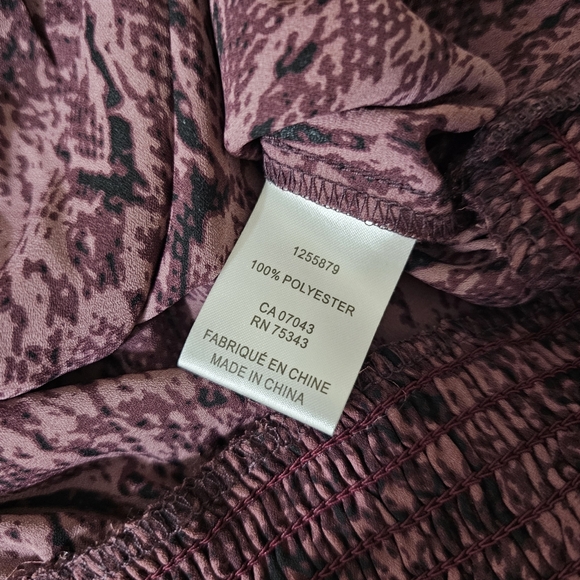 1255879
100% POLYESTER
CA 07043
RN 75343
FABRIQUÉ EN CHINE
MADE IN CHINA